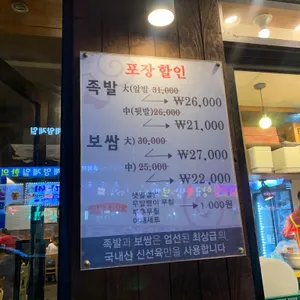 포장할인
족발 大(앞발 31,000
₩26,000
中(뒷발)26,000
₩21,000
보쌈 大) 30,000
₩27,000
中) 25,000
₩22,000
1.000원
족발과 보쌈은 엄선된 최상급의
국내산 신선육만을 사용합니다